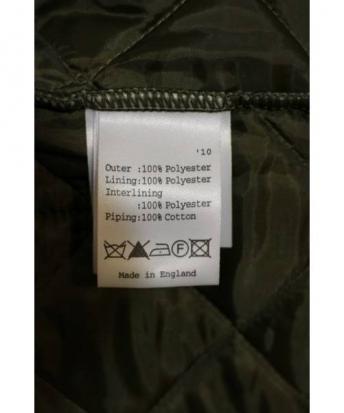 '10
Outer :100% Polyester
Lining:100% Polyester
Interlining
:100% Polyester
Piping:100% Cotton
F
Made in England